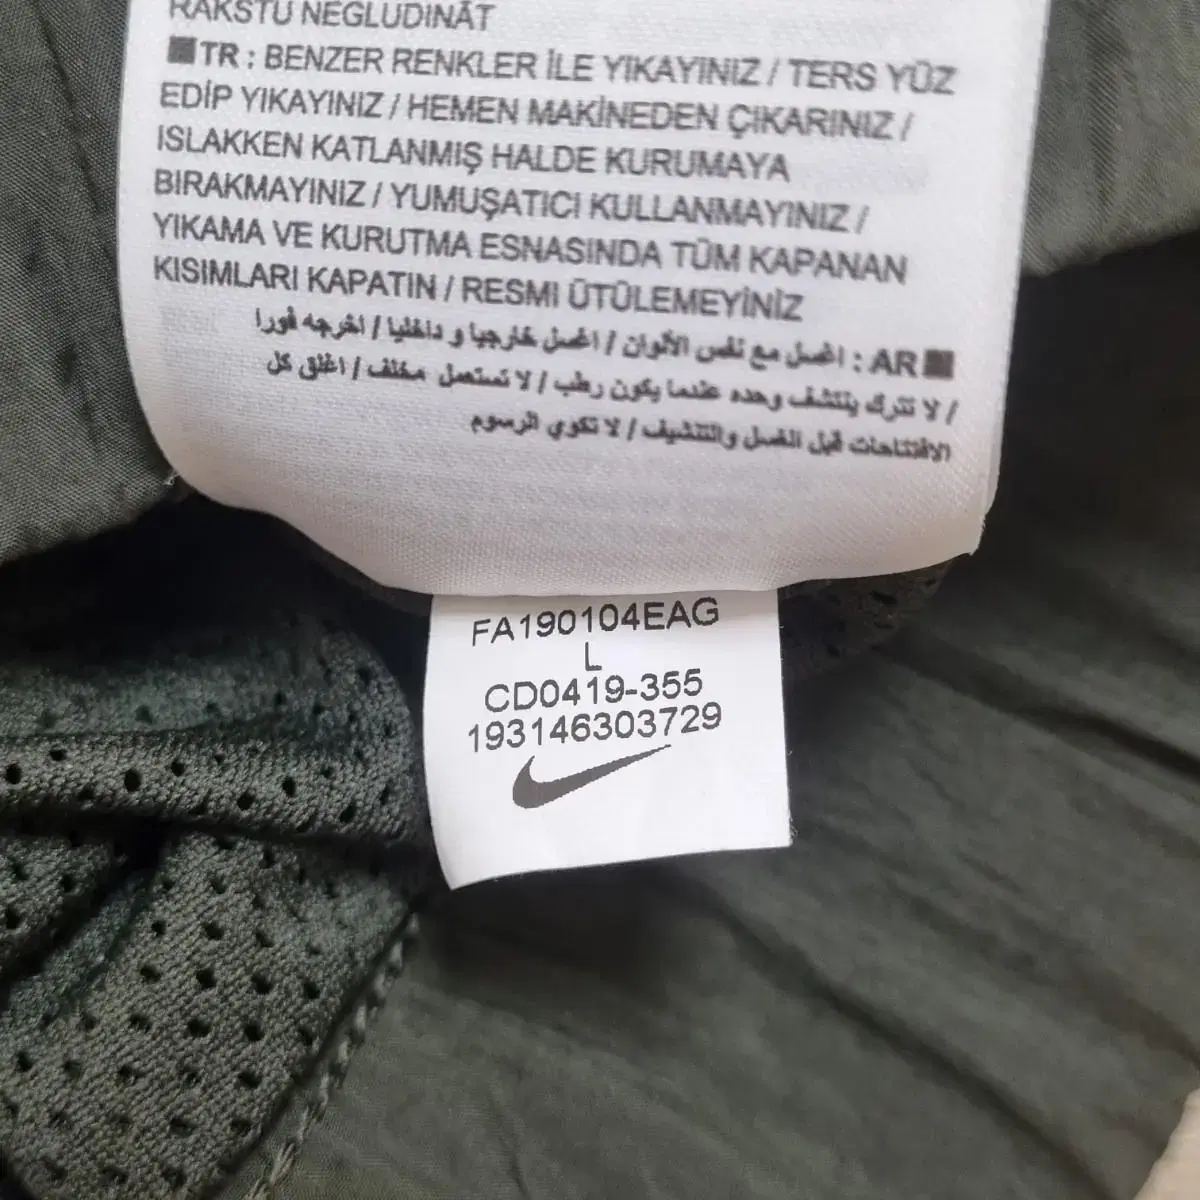 RAKSTU NEGLUDINĀT
TR : BENZER RENKLER İLE YIKAYINIZ / TERS YÜZ
EDİP YIKAYINIZ / HEMEN MAKİNEDEN ÇIKARINIZ /
ISLAKKEN KATLANMIŞ HALDE KURUMAYA
BIRAKMAYINIZ / YUMUŞATICI KULLANMAYINIZ /
YIKAMA VE KURUTMA ESNASINDA TÜM KAPANAN
KISIMLARI KAPATIN / RESMI ÜTÜLEMEYİNİZ
AR : اغسل مع نفس الألوان / اغسل خارجيا و داخليا / اخرجه فورا
/ لا تترك يتنشف وحده عندما يكون رطب / لا تستعمل مخلف / اغلق كل
الافتتاحات قبل الغسل والتنشيف / لا تكوي الرسوم
FA190104EAG
L
CD0419-355
193146303729